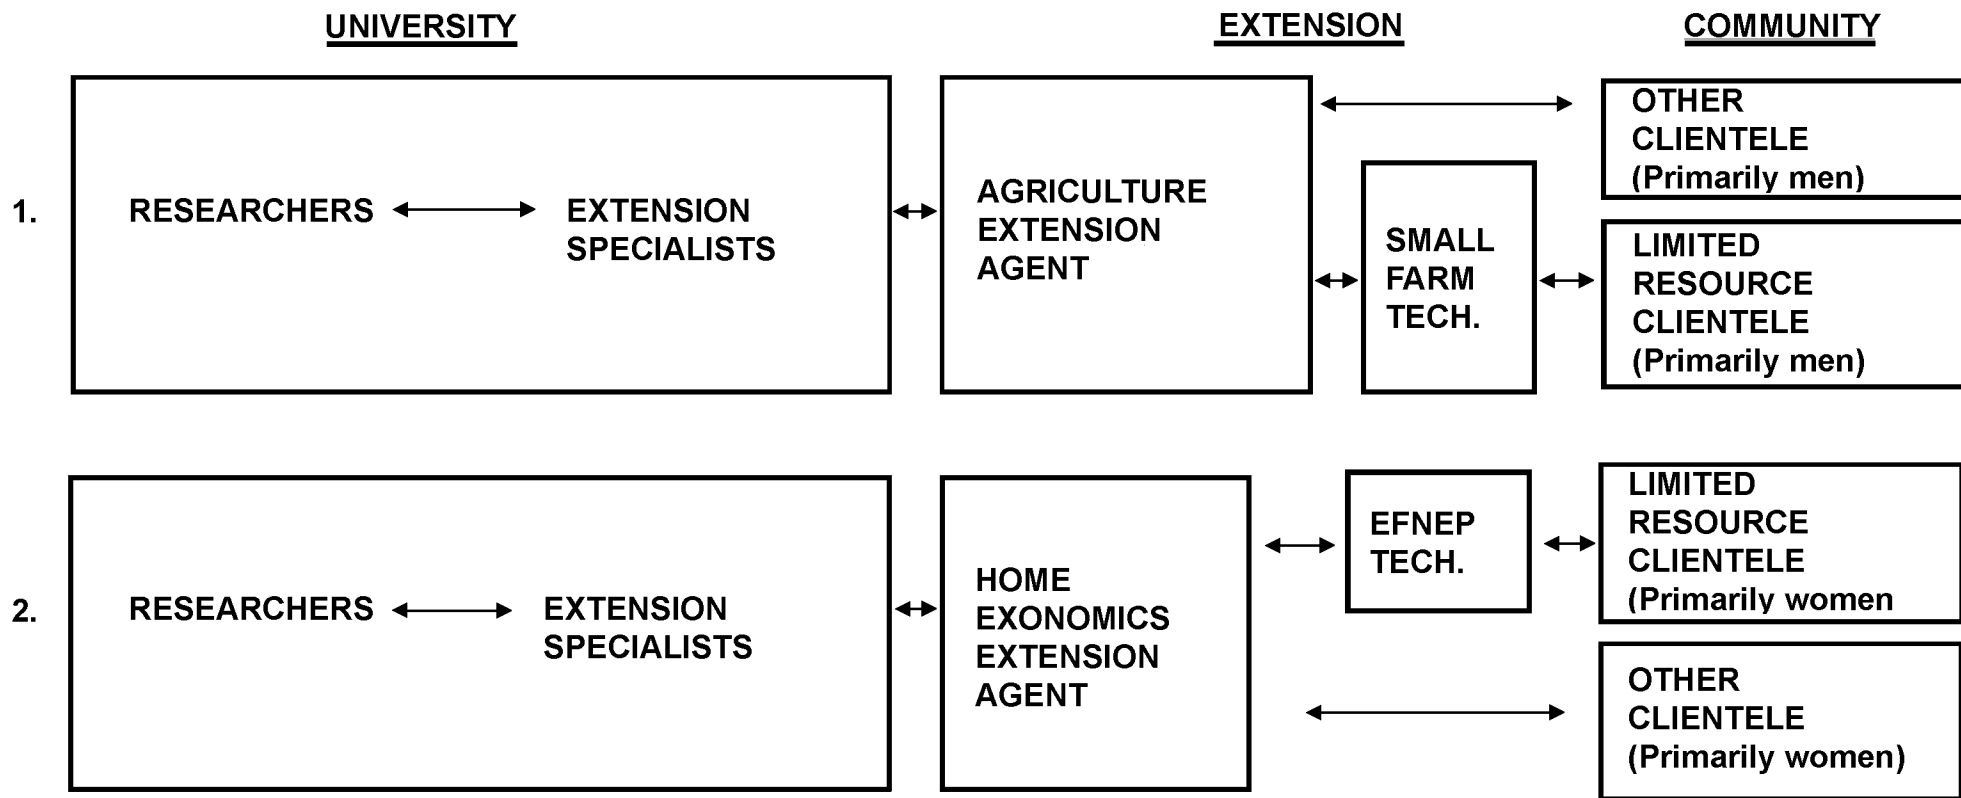 UNIVERSITY
EXTENSION
COMMUNITY
1.
RESEARCHERS
EXTENSION
SPECIALISTS
AGRICULTURE
EXTENSION
AGENT
SMALL
FARM
TECH.
OTHER
CLIENTELE
(Primarily men)
LIMITED
RESOURCE
CLIENTELE
(Primarily men)
2.
RESEARCHERS
EXTENSION
SPECIALISTS
HOME
EXONOMICS
EXTENSION
AGENT
EFNEP
TECH.
LIMITED
RESOURCE
CLIENTELE
(Primarily women
OTHER
CLIENTELE
(Primarily women)